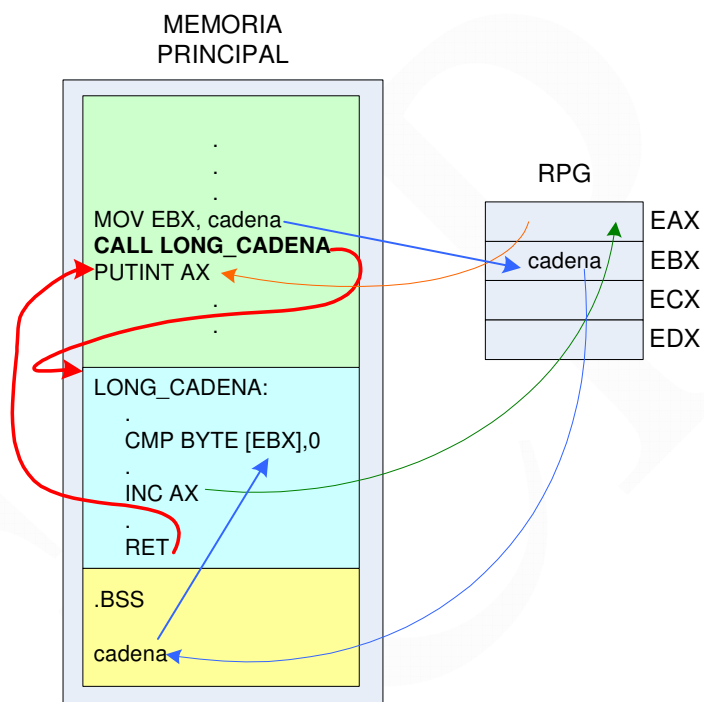 MEMORIA
PRINCIPAL
.
.
.
MOV EBX, cadena
CALL LONG_CADENA
PUTINT AX
.
.
LONG_CADENA:
.
CMP BYTE [EBX],0
.
INC AX
.
RET
.BSS
cadena
RPG
EAX
cadena EBX
ECX
EDX